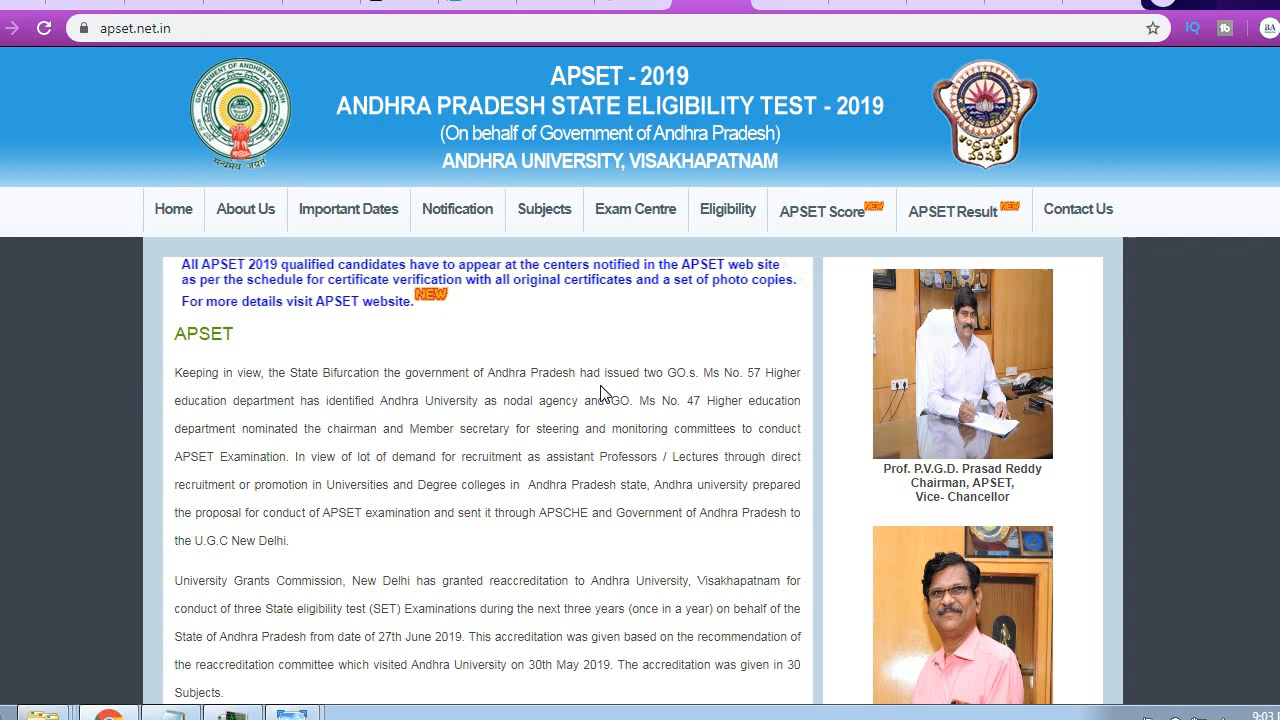 apset.net.in
APSET - 2019
ANDHRA PRADESH STATE ELIGIBILITY TEST - 2019
(On behalf of Government of Andhra Pradesh)
ANDHRA UNIVERSITY, VISAKHAPATNAM
Home About Us Important Dates Notification Subjects Exam Centre Eligibility APSET Score NEW APSET Result NEW Contact Us
All APSET 2019 qualified candidates have to appear at the centers notified in the APSET web site
as per the schedule for certificate verification with all original certificates and a set of photo copies.
For more details visit APSET website. NEW
APSET
Keeping in view, the State Bifurcation the government of Andhra Pradesh had issued two GO.s. Ms No. 57 Higher
education department has identified Andhra University as nodal agency and GO. Ms No. 47 Higher education
department nominated the chairman and Member secretary for steering and monitoring committees to conduct
APSET Examination. In view of lot of demand for recruitment as assistant Professors / Lectures through direct
recruitment or promotion in Universities and Degree colleges in Andhra Pradesh state, Andhra university prepared
the proposal for conduct of APSET examination and sent it through APSCHE and Government of Andhra Pradesh to
the U.G.C New Delhi.
University Grants Commission, New Delhi has granted reaccreditation to Andhra University, Visakhapatnam for
conduct of three State eligibility test (SET) Examinations during the next three years (once in a year) on behalf of the
State of Andhra Pradesh from date of 27th June 2019. This accreditation was given based on the recommendation of
the reaccreditation committee which visited Andhra University on 30th May 2019. The accreditation was given in 30
Subjects.
Prof. P.V.G.D. Prasad Reddy
Chairman, APSET,
Vice- Chancellor
9:03